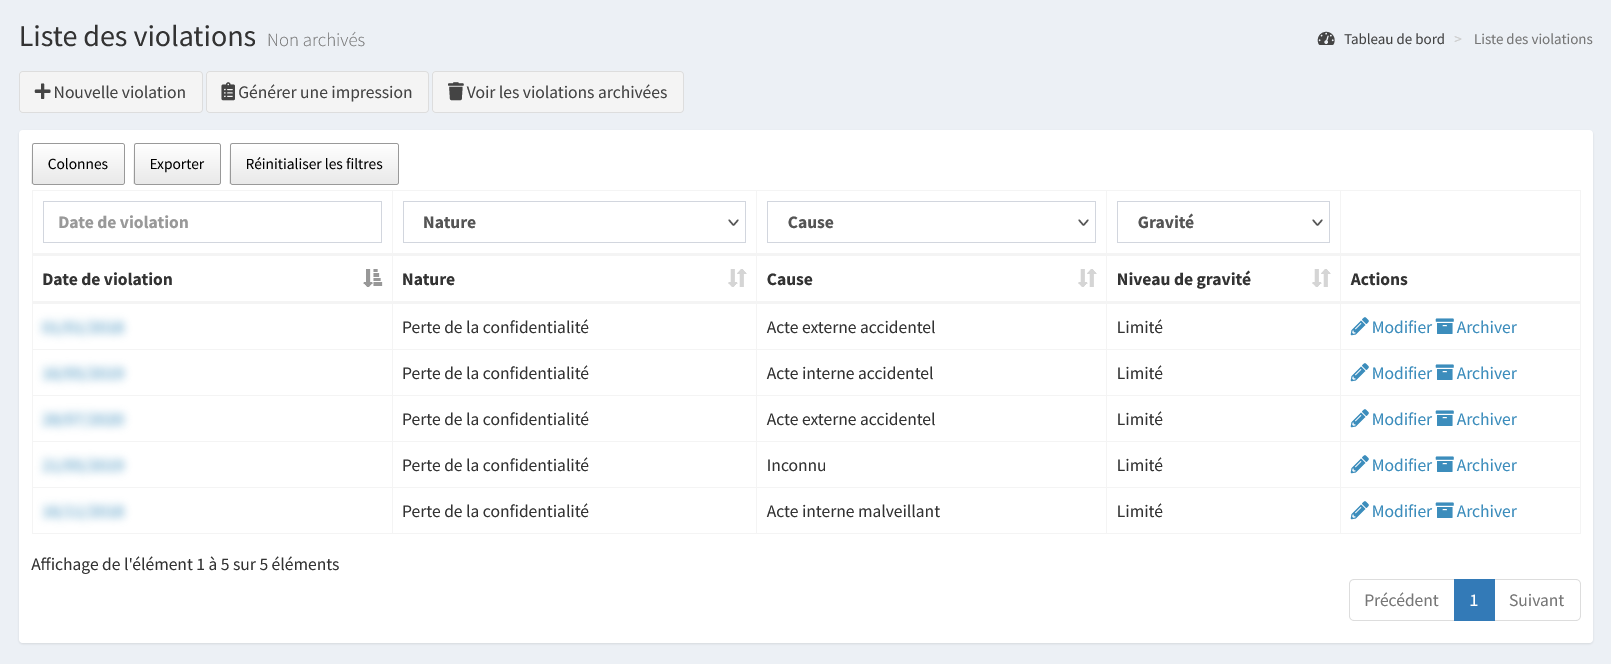 Liste des violations Non archivés
Tableau de bord > Liste des violations
Nouvelle violation Générer une impression Voir les violations archivées
Colonnes Exporter Réinitialiser les filtres
Date de violation Nature Cause Gravité
Date de violation Nature Cause Niveau de gravité Actions
Perte de la confidentialité Acte externe accidentel Limité Modifier Archiver
Perte de la confidentialité Acte interne accidentel Limité Modifier Archiver
Perte de la confidentialité Acte externe accidentel Limité Modifier Archiver
Perte de la confidentialité Inconnu Limité Modifier Archiver
Perte de la confidentialité Acte interne malveillant Limité Modifier Archiver
Affichage de l'élément 1 à 5 sur 5 éléments
Précédent 1 Suivant